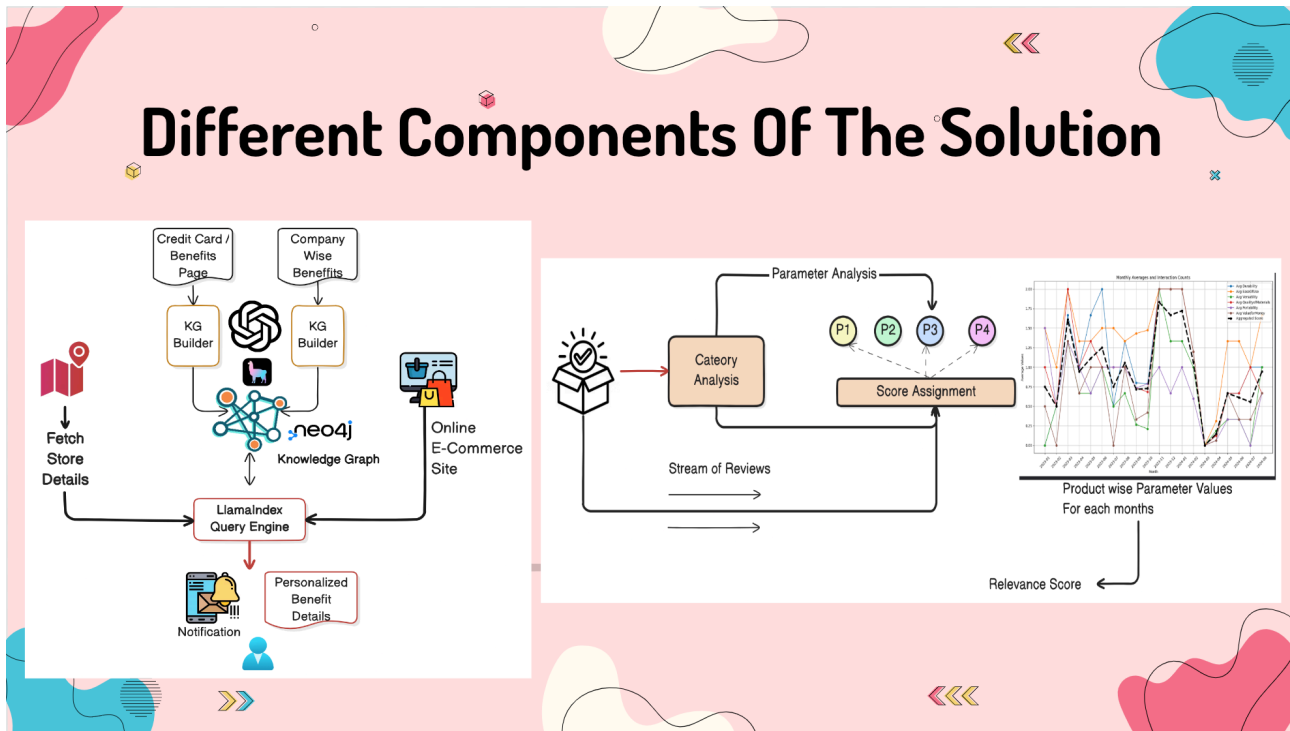 Different Components Of The Solution
Credit Card /
Benefits
Page
Company
Wise
Beneffits
KG
Builder
KG
Builder
neo4j
Knowledge Graph
Fetch
Store
Details
Online
E-Commerce
Site
LlamaIndex
Query Engine
Personalized
Benefit
Details
Notification
Parameter Analysis
P1
P2
P3
P4
Cateory
Analysis
Score Assignment
Stream of Reviews
Monthly Averages and Interaction Counts
Month
Product wise Parameter Values
For each months
Relevance Score